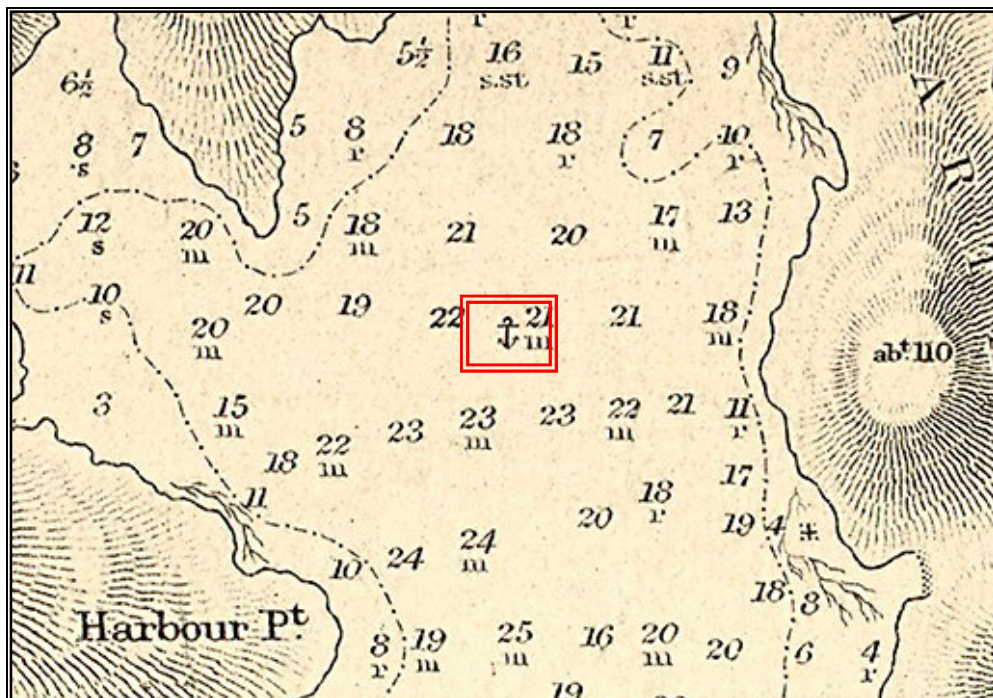 r r
5½ 16 15 11 9
s.st s.st
6½ A
8 7 5 8 18 18 7 10
s r r r
R
12 20 5 18 21 20 17 13
s m m m
11 10 20 19 22 21 21 18
s m m
20
m
abt. 110
3 15 23 23 23 22 21 11
m m m r
18 22
m
17
11 18
r
20 19 4
24 24
m
10 18 8
Harbour Pt.
8 19 25 16 20 20 6 4
r m m m r
19